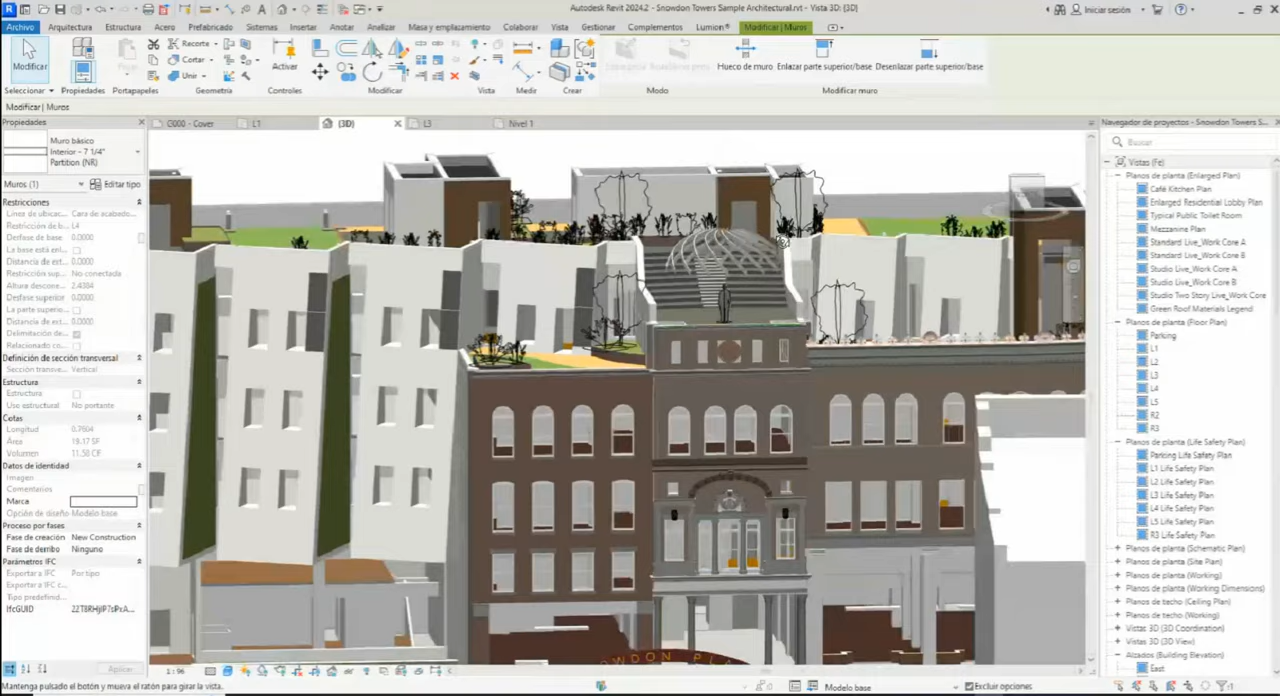 Autodesk Revit 2024.2 - Snowdon Towers Sample Architectural.rvt - Vista 3D: {3D}
Iniciar sesión
Archivo Arquitectura Estructura Acero Prefabricado Sistemas Insertar Anotar Analizar Masa y emplazamiento Colaborar Vista Gestionar Complementos Lumion® Modificar | Muros
Modificar
Recorte
Cortar
Unir
Activar
Hueco de muro Enlazar parte superior/base Desenlazar parte superior/base
Seleccionar Propiedades Portapapeles Geometría Controles Modificar Vista Medir Crear Modo Modificar muro
Modificar | Muros
Propiedades
G000 - Cover
L1
{3D}
L3
Nivel 1
Navegador de proyectos - Snowdon Towers S...
Muro básico
Interior - 7 1/4"
Partition (NR)
Muros (1)
Editar tipo
Restricciones
Línea de ubicac... Cara de acabado...
Restricción de b... L4
Desfase de base 0.0000
La base está enl...
Distancia de ext... 0.0000
Restricción sup... No conectada
Altura descone... 2.4384
Desfase superior 0.0000
La parte superio...
Distancia de ext... 0.0000
Delimitación de...
Relacionado co...
Definición de sección transversal
Sección transve... Vertical
Estructura
Estructura
Uso estructural No portante
Cotas
Longitud 0.7604
Área 19.17 SF
Volumen 11.58 CF
Datos de identidad
Imagen
Comentarios
Marca
Opción de diseño Modelo base
Proceso por fases
Fase de creación New Construction
Fase de derribo Ninguno
Parámetros IFC
Exportar a IFC Por tipo
Exportar a IFC c...
Tipo predefinid...
IfcGUID
Aplicar
Buscar
Vistas (Fe)
Planos de planta (Enlarged Plan)
Café Kitchen Plan
Enlarged Residential Lobby Plan
Typical Public Toilet Room
Mezzanine Plan
Standard Live_Work Core A
Standard Live_Work Core B
Studio Live_Work Core A
Studio Live_Work Core B
Studio Two Story Live_Work Core
Green Roof Materials Legend
Planos de planta (Floor Plan)
Parking
L1
L2
L3
L4
L5
R2
R3
Planos de planta (Life Safety Plan)
Parking Life Safety Plan
L1 Life Safety Plan
L2 Life Safety Plan
L3 Life Safety Plan
L4 Life Safety Plan
L5 Life Safety Plan
R3 Life Safety Plan
Planos de planta (Schematic Plan)
Planos de planta (Site Plan)
Planos de planta (Working)
Planos de planta (Working Dimensions)
Planos de techo (Ceiling Plan)
Planos de techo (Working)
Vistas 3D (3D Coordination)
Vistas 3D (3D View)
Alzados (Building Elevation)
East
OWDON PLA
1 : 96
Mantenga pulsado el botón y mueva el ratón para girar la vista.
Modelo base
Excluir opciones